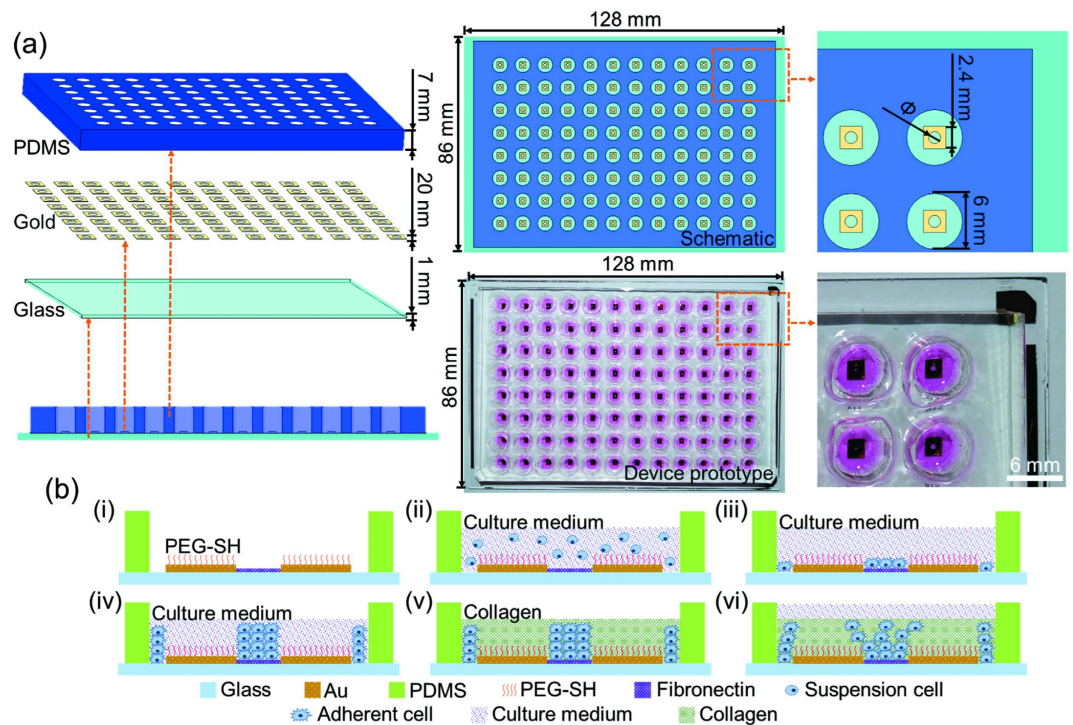 (a)
128 mm
7 mm
PDMS
20 nm
Gold
1 mm
Glass
86 mm
Schematic
2.4 mm
Φ
6 mm
128 mm
86 mm
Device prototype
6 mm
(b)
(i)
PEG-SH
(ii)
Culture medium
(iii)
Culture medium
(iv)
Culture medium
(v)
Collagen
(vi)
Glass Au PDMS PEG-SH Fibronectin Suspension cell
Adherent cell Culture medium Collagen